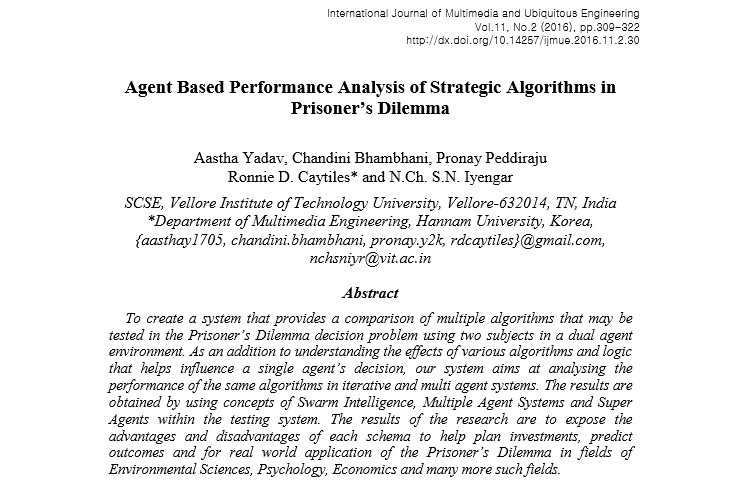 International Journal of Multimedia and Ubiquitous Engineering
Vol.11, No.2 (2016), pp.309-322
http://dx.doi.org/10.14257/ijmue.2016.11.2.30
Agent Based Performance Analysis of Strategic Algorithms in
Prisoner's Dilemma
Aastha Yadav, Chandini Bhambhani, Pronay Peddiraju
Ronnie D. Caytiles* and N.Ch. S.N. Iyengar
SCSE, Vellore Institute of Technology University, Vellore-632014, TN, India
*Department of Multimedia Engineering, Hannam University, Korea,
{aasthay1705, chandini.bhambhani, pronay.y2k, rdcaytiles}@gmail.com,
nchsniyr@vit.ac.in
Abstract
To create a system that provides a comparison of multiple algorithms that may be
tested in the Prisoner's Dilemma decision problem using two subjects in a dual agent
environment. As an addition to understanding the effects of various algorithms and logic
that helps influence a single agent's decision, our system aims at analysing the
performance of the same algorithms in iterative and multi agent systems. The results are
obtained by using concepts of Swarm Intelligence, Multiple Agent Systems and Super
Agents within the testing system. The results of the research are to expose the
advantages and disadvantages of each schema to help plan investments, predict
outcomes and for real world application of the Prisoner's Dilemma in fields of
Environmental Sciences, Psychology, Economics and many more such fields.